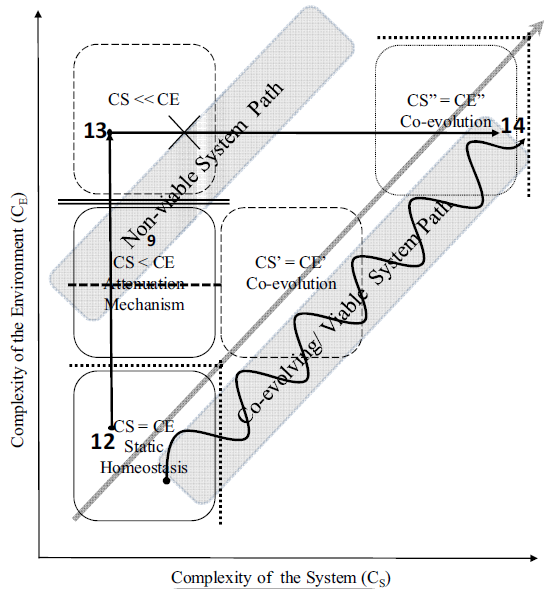 CS << CE
13
Non-viable System Path
CS” = CE”
Co-evolution
14
9
CS < CE
Attenuation
Mechanism
CS’ = CE’
Co-evolution
Co-evolving/ Viable System Path
12
CS = CE
Static
Homeostasis
Complexity of the Environment (CE)
Complexity of the System (CS)